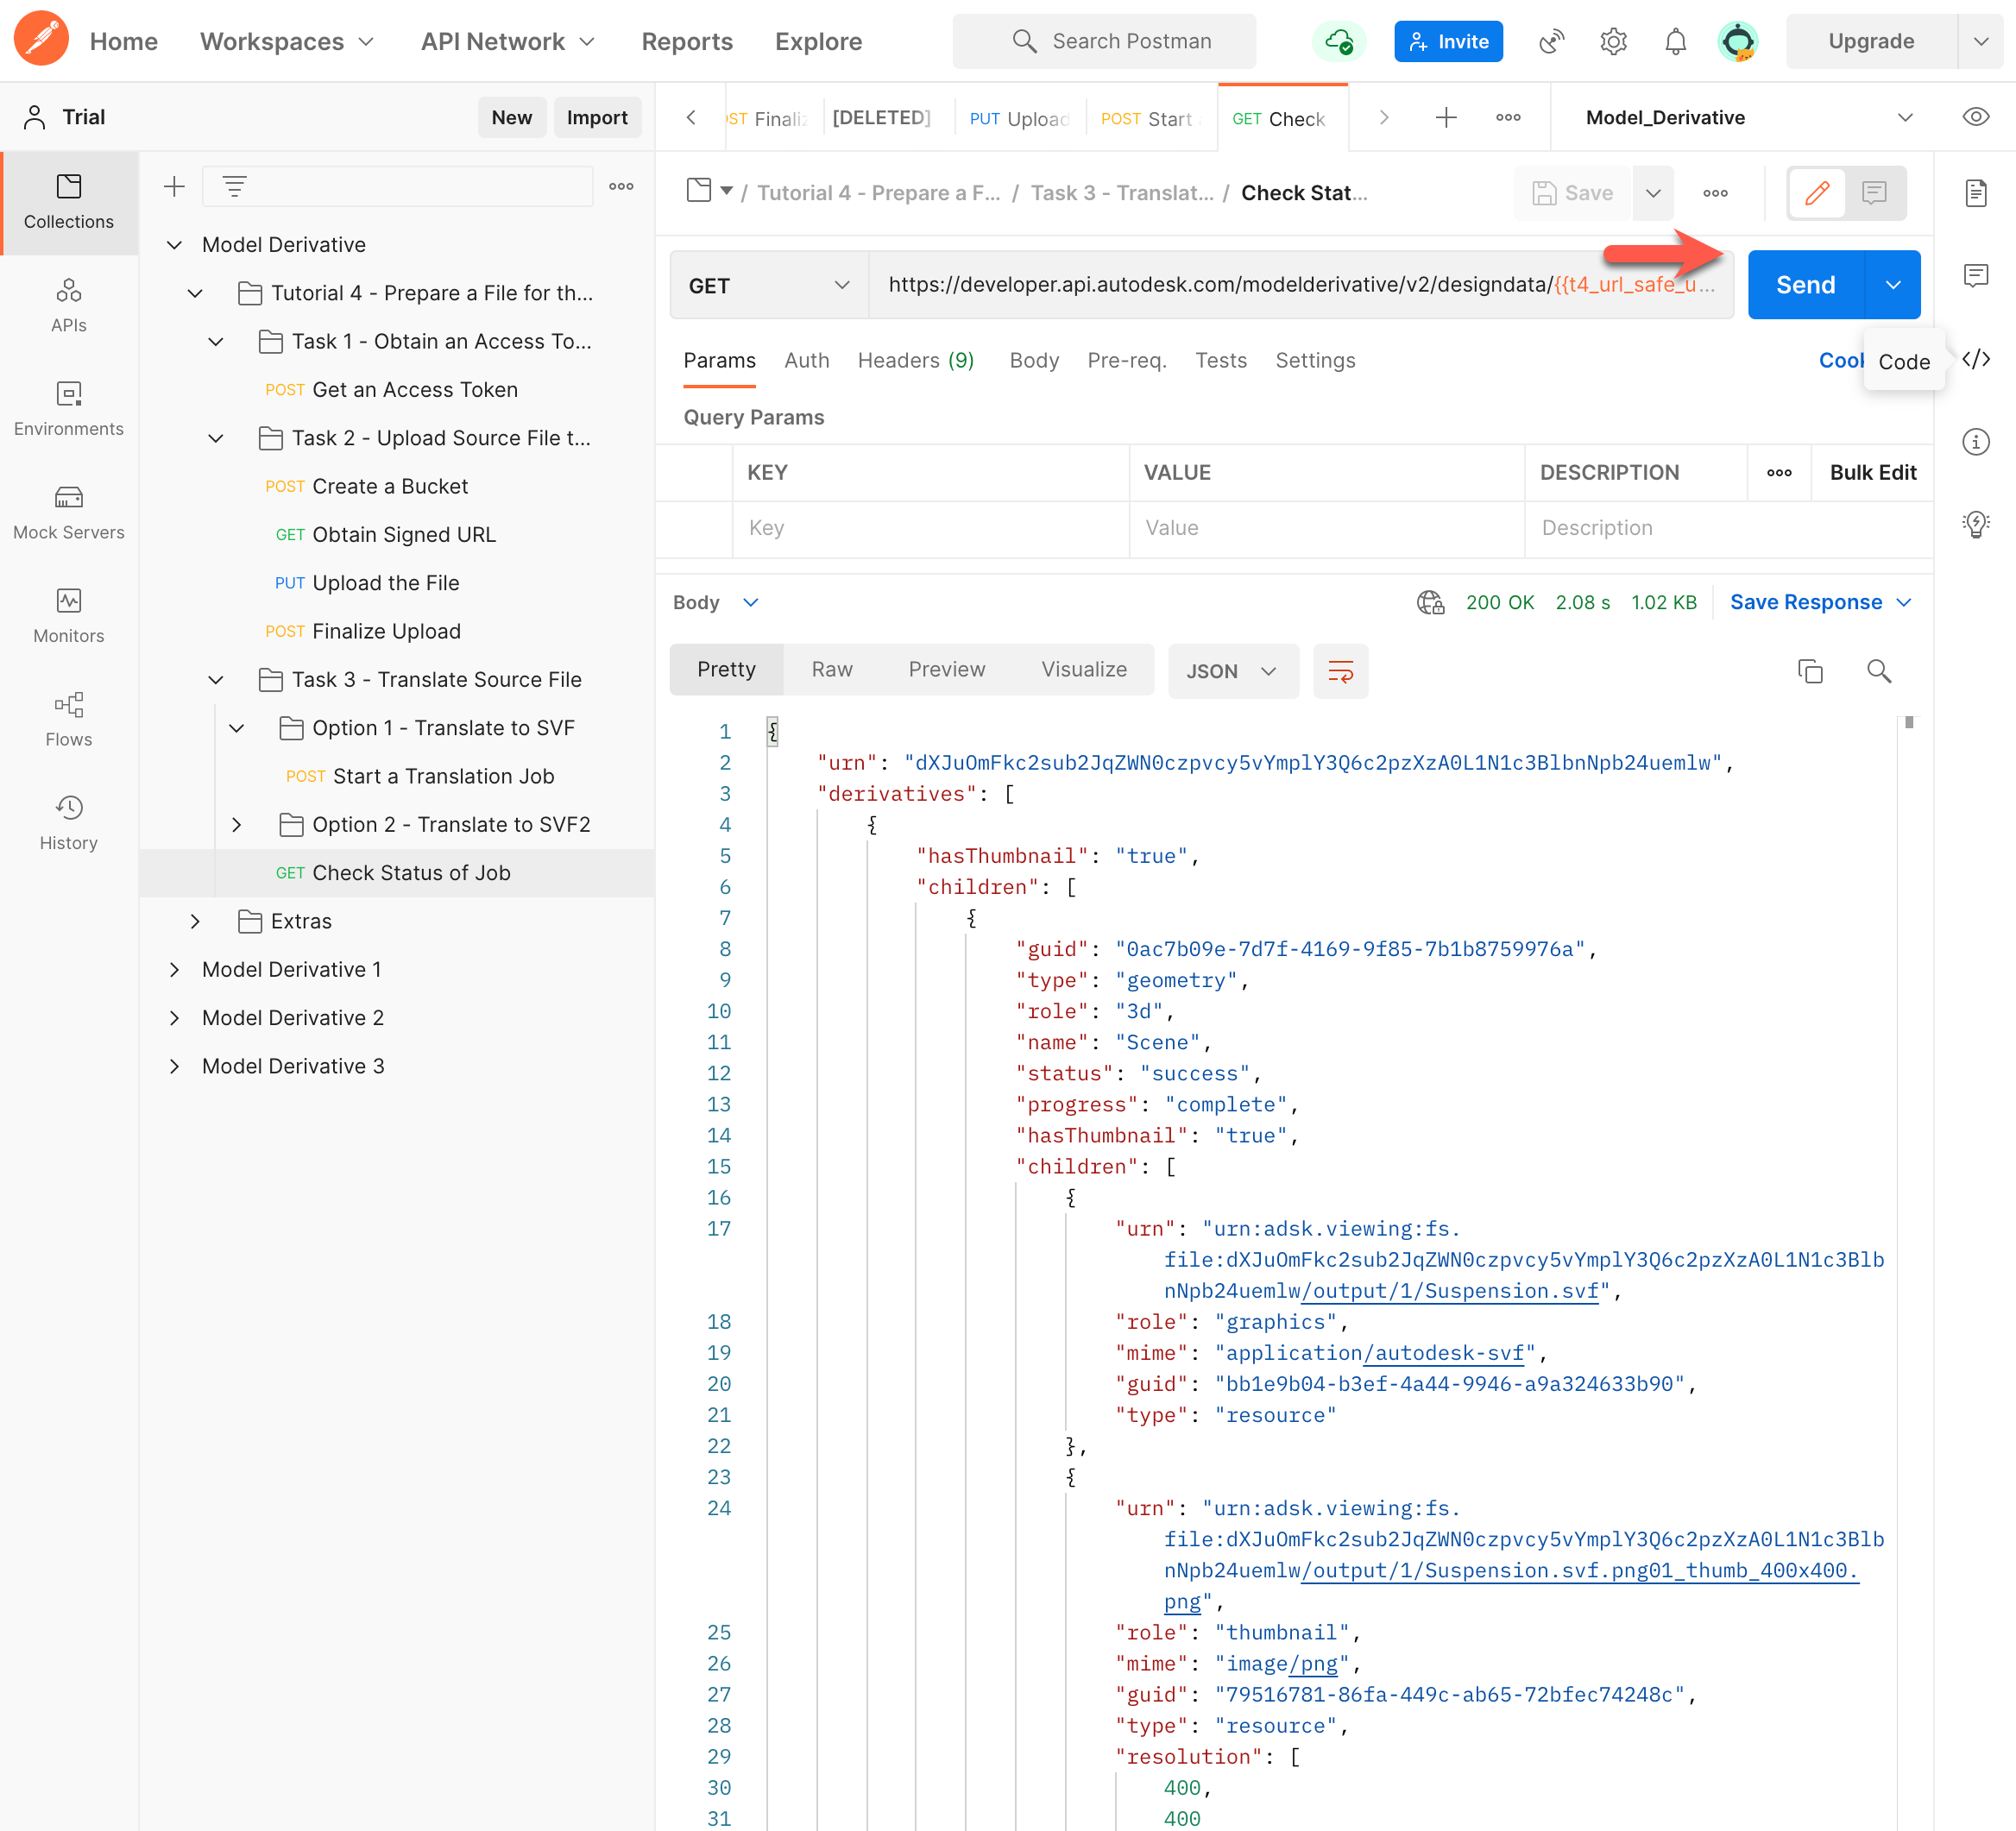 Home Workspaces API Network Reports Explore Search Postman Invite Upgrade
Trial New Import
Finaliz [DELETED] PUT Upload POST Start GET Check Model_Derivative
Collections
APIs
Environments
Mock Servers
Monitors
Flows
History
Model Derivative
Tutorial 4 - Prepare a File for th...
Task 1 - Obtain an Access To...
POST Get an Access Token
Task 2 - Upload Source File t...
POST Create a Bucket
GET Obtain Signed URL
PUT Upload the File
POST Finalize Upload
Task 3 - Translate Source File
Option 1 - Translate to SVF
POST Start a Translation Job
Option 2 - Translate to SVF2
GET Check Status of Job
Extras
Model Derivative 1
Model Derivative 2
Model Derivative 3
/ Tutorial 4 - Prepare a F... / Task 3 - Translat... / Check Stat... Save
GET https://developer.api.autodesk.com/modelderivative/v2/designdata/{{t4_url_safe_u... Send
Params Auth Headers (9) Body Pre-req. Tests Settings Code </>
Query Params
KEY VALUE DESCRIPTION Bulk Edit
Key Value Description
Body 200 OK 2.08 s 1.02 KB Save Response
Pretty Raw Preview Visualize JSON
1 {
2 "urn": "dXJuOmFkc2sub2JqZWN0czpvcy5vYmplY3Q6c2pzXzA0L1N1c3BlbnNpb24uemlw",
3 "derivatives": [
4 {
5 "hasThumbnail": "true",
6 "children": [
7 {
8 "guid": "0ac7b09e-7d7f-4169-9f85-7b1b8759976a",
9 "type": "geometry",
10 "role": "3d",
11 "name": "Scene",
12 "status": "success",
13 "progress": "complete",
14 "hasThumbnail": "true",
15 "children": [
16 {
17 "urn": "urn:adsk.viewing:fs.
file:dXJuOmFkc2sub2JqZWN0czpvcy5vYmplY3Q6c2pzXzA0L1N1c3Blb
nNpb24uemlw/output/1/Suspension.svf",
18 "role": "graphics",
19 "mime": "application/autodesk-svf",
20 "guid": "bb1e9b04-b3ef-4a44-9946-a9a324633b90",
21 "type": "resource"
22 },
23 {
24 "urn": "urn:adsk.viewing:fs.
file:dXJuOmFkc2sub2JqZWN0czpvcy5vYmplY3Q6c2pzXzA0L1N1c3Blb
nNpb24uemlw/output/1/Suspension.svf.png01_thumb_400x400.
png",
25 "role": "thumbnail",
26 "mime": "image/png",
27 "guid": "79516781-86fa-449c-ab65-72bfec74248c",
28 "type": "resource",
29 "resolution": [
30 400,
31 400